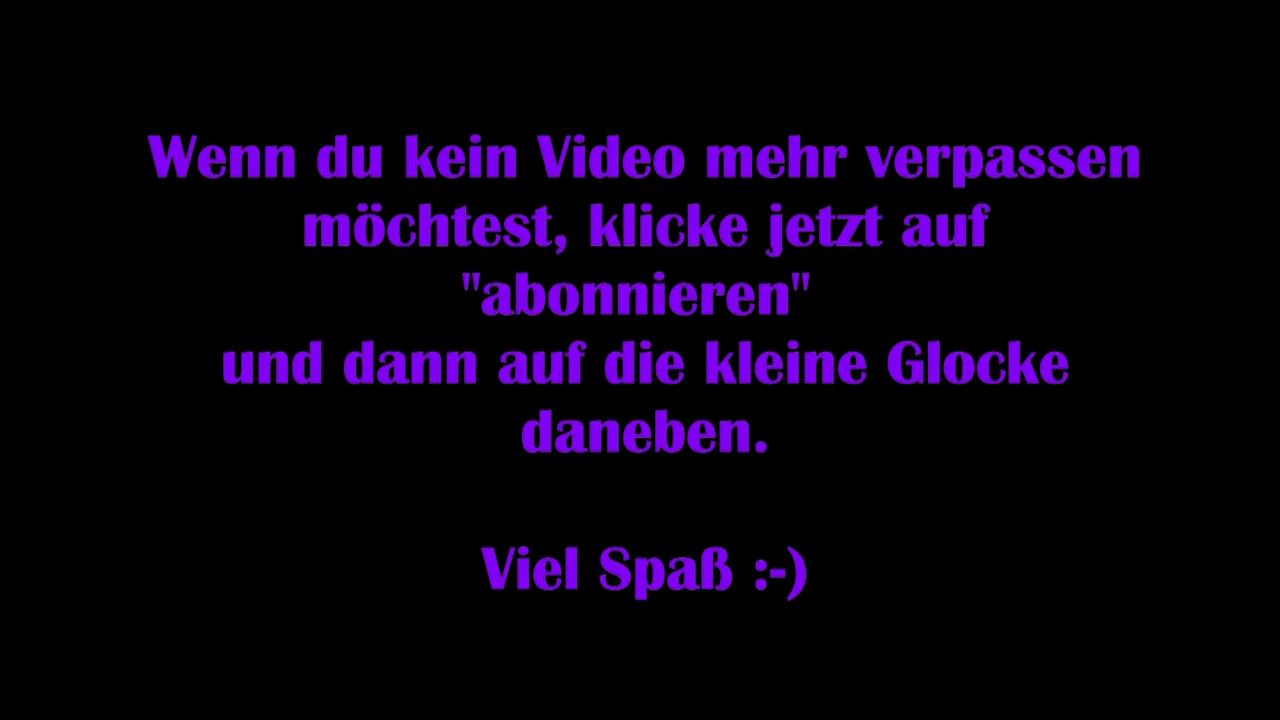 Wenn du kein Video mehr verpassen
möchtest, klicke jetzt auf
"abonnieren"
und dann auf die kleine Glocke
daneben.
Viel Spaß :-)